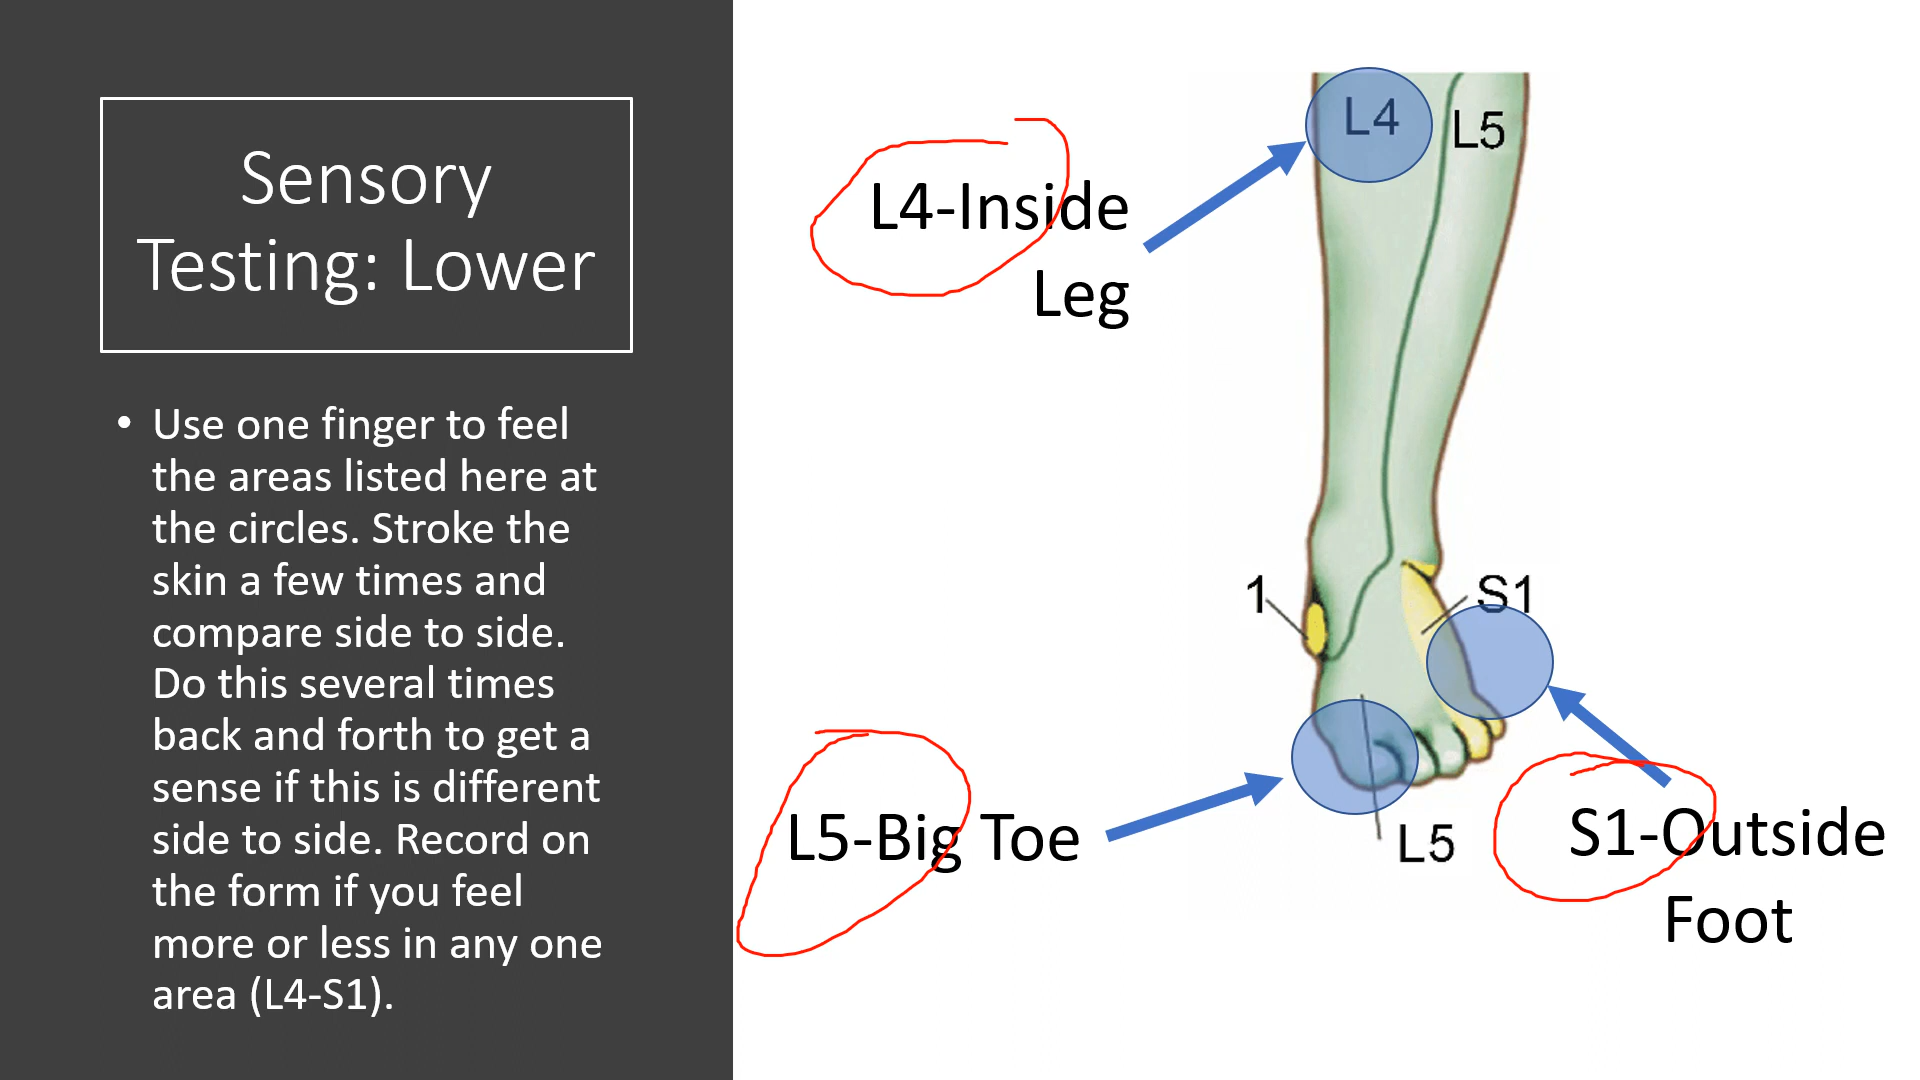 Sensory
Testing: Lower
• Use one finger to feel
the areas listed here at
the circles. Stroke the
skin a few times and
compare side to side.
Do this several times
back and forth to get a
sense if this is different
side to side. Record on
the form if you feel
more or less in any one
area (L4-S1).
L4-Inside
Leg
L4
L5
1
S1
L5-Big Toe
L5
S1-Outside
Foot